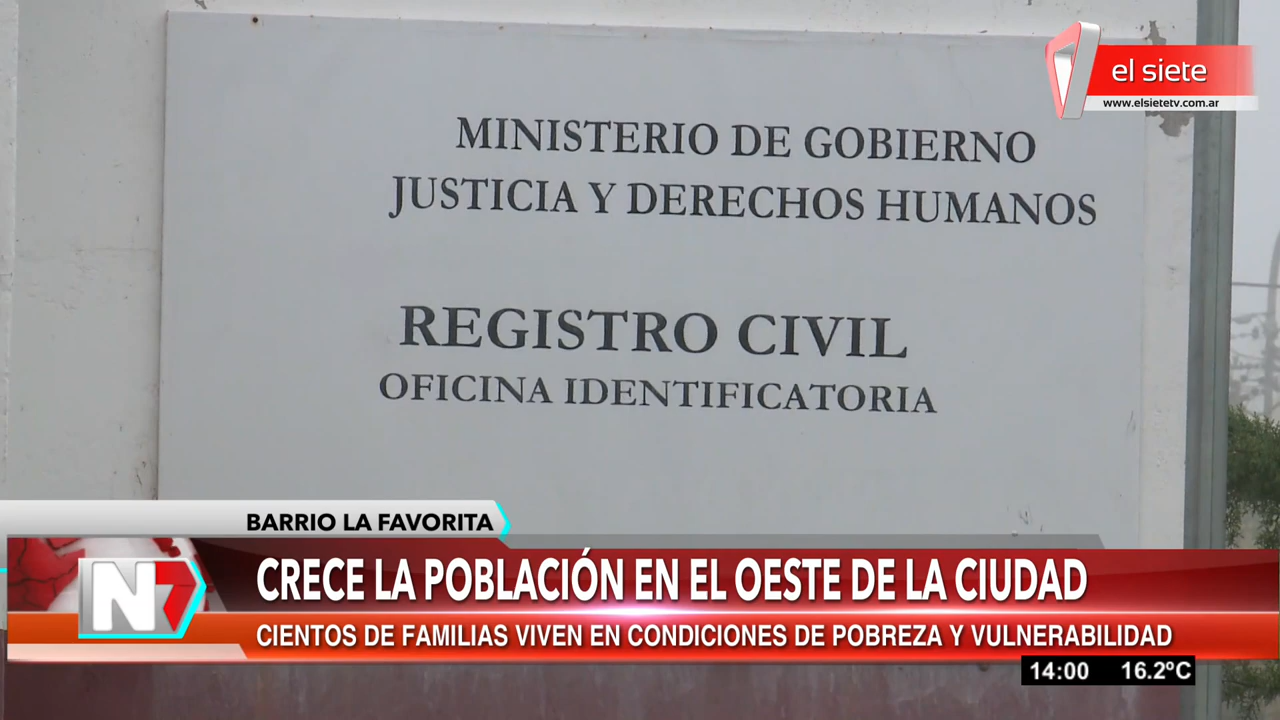 el siete
www.elsietetv.com.ar
MINISTERIO DE GOBIERNO
JUSTICIA Y DERECHOS HUMANOS
REGISTRO CIVIL
OFICINA IDENTIFICATORIA
BARRIO LA FAVORITA
N7
CRECE LA POBLACIÓN EN EL OESTE DE LA CIUDAD
CIENTOS DE FAMILIAS VIVEN EN CONDICIONES DE POBREZA Y VULNERABILIDAD
14:00 16.2ºC